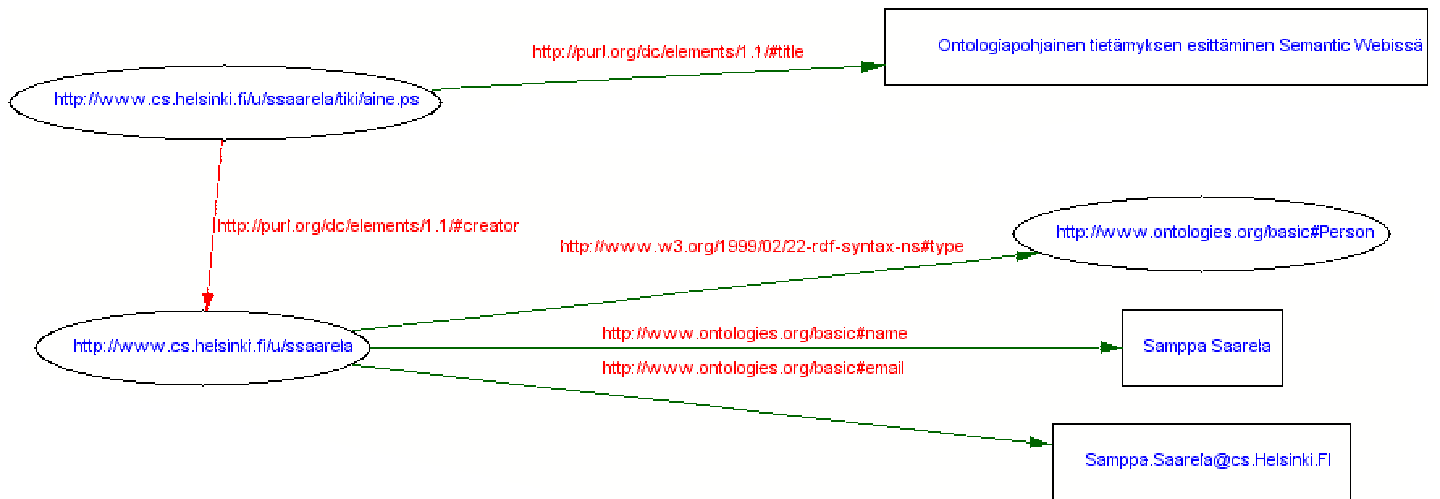 http://purl.org/dc/elements/1.1/#title
Ontologiapohjainen tietämyksen esittäminen Semantic Webissä
http://www.cs.helsinki.fi/u/ssaarela/tiki/aine.ps
http://purl.org/dc/elements/1.1/#creator
http://www.w3.org/1999/02/22-rdf-syntax-ns#type
http://www.ontologies.org/basic#Person
http://www.cs.helsinki.fi/u/ssaarela
http://www.ontologies.org/basic#name
Samppa Saarela
http://www.ontologies.org/basic#email
Samppa.Saarela@cs.Helsinki.FI